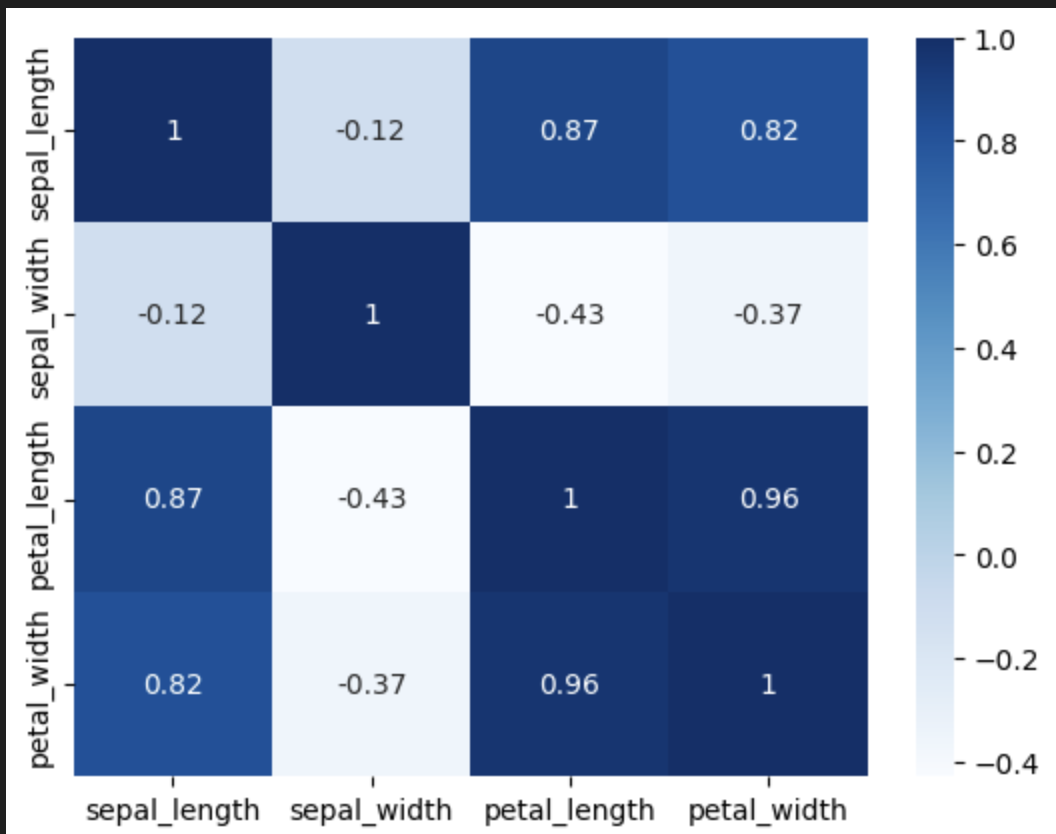 sepal_length 1 -0.12 0.87 0.82
sepal_width -0.12 1 -0.43 -0.37
petal_length 0.87 -0.43 1 0.96
petal_width 0.82 -0.37 0.96 1
sepal_length sepal_width petal_length petal_width
1.0
0.8
0.6
0.4
0.2
0.0
−0.2
−0.4